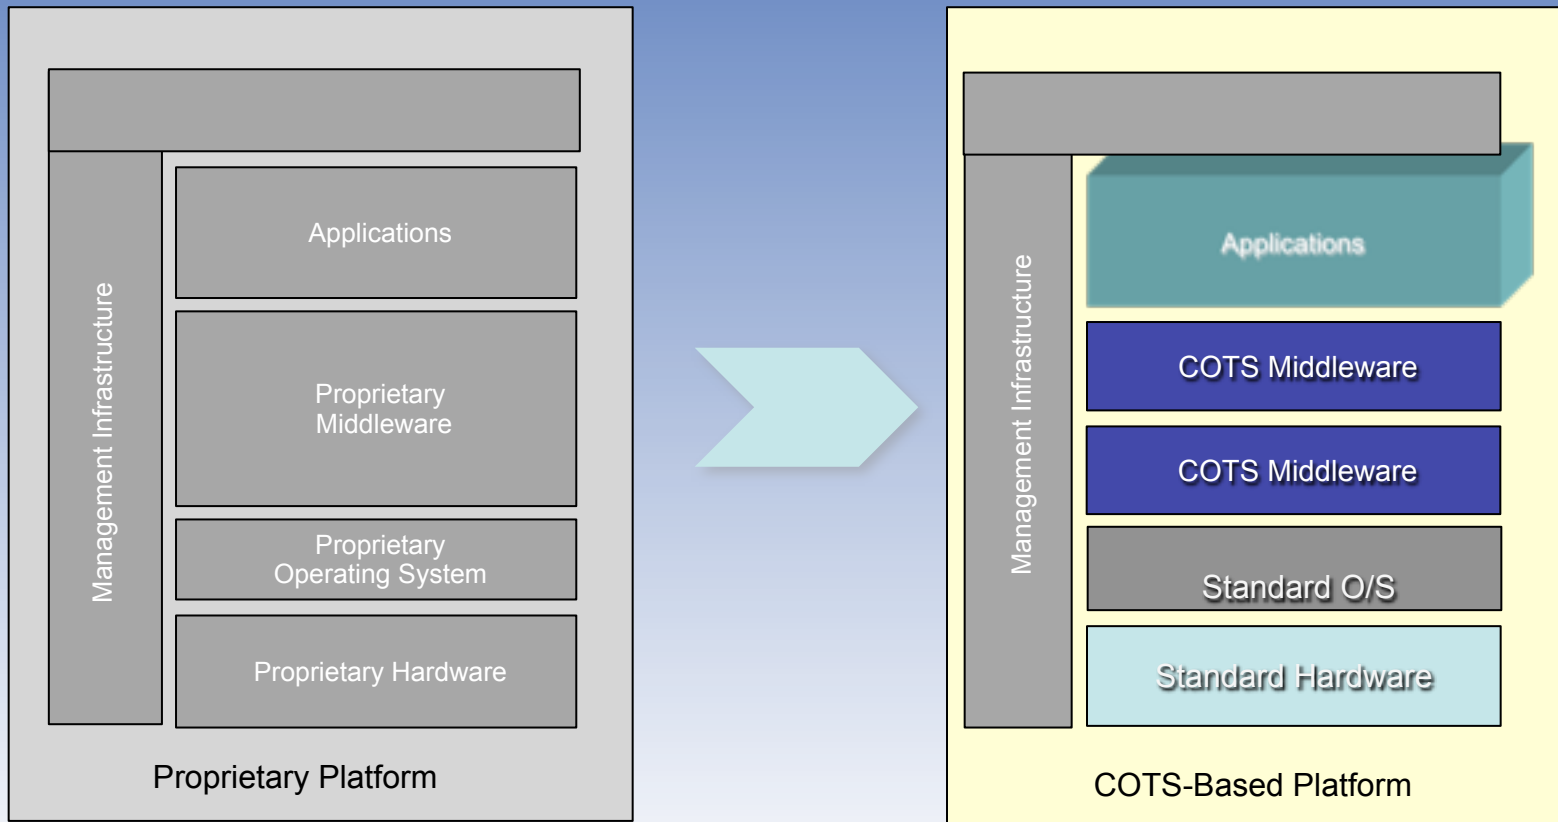 Management Infrastructure
Applications
Proprietary
Middleware
Proprietary
Operating System
Proprietary Hardware
Proprietary Platform
Management Infrastructure
Applications
COTS Middleware
COTS Middleware
Standard O/S
Standard Hardware
COTS-Based Platform